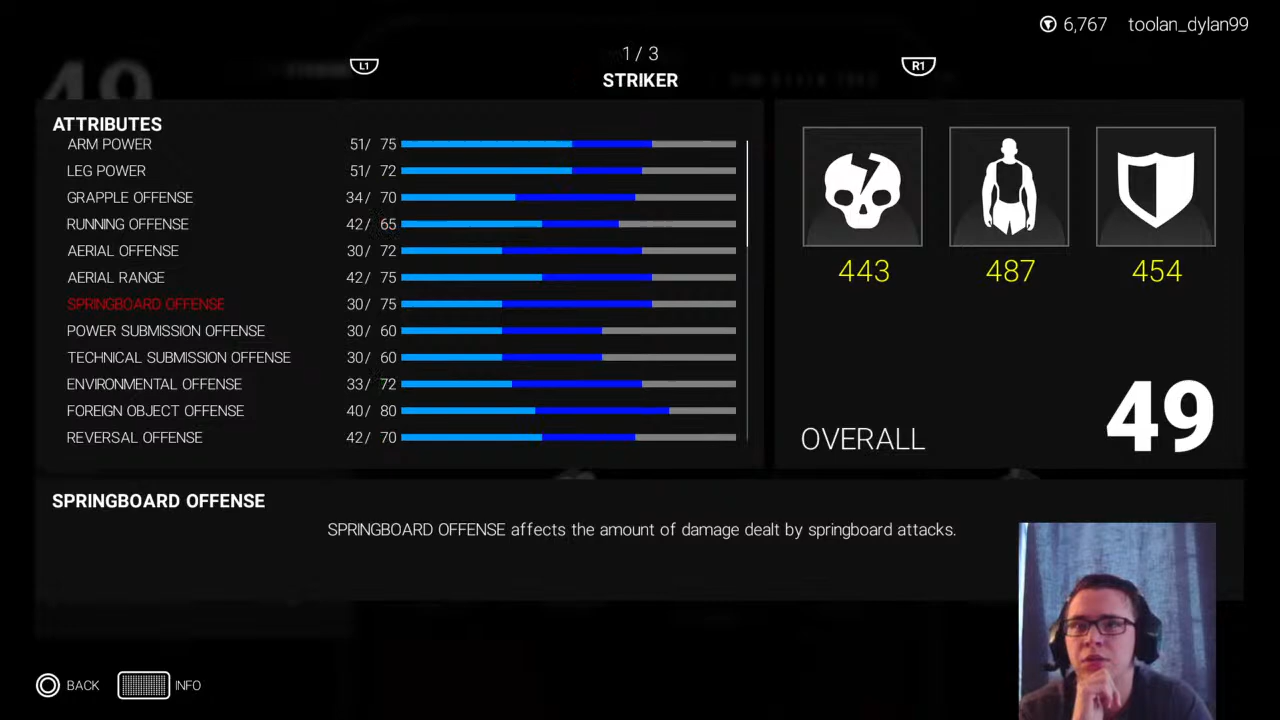 6,767 toolan_dylan99
1 / 3
L1 STRIKER R1
ATTRIBUTES
ARM POWER 51/ 75
LEG POWER 51/ 72
GRAPPLE OFFENSE 34/ 70
RUNNING OFFENSE 42/ 65
AERIAL OFFENSE 30/ 72
AERIAL RANGE 42/ 75
SPRINGBOARD OFFENSE 30/ 75
POWER SUBMISSION OFFENSE 30/ 60
TECHNICAL SUBMISSION OFFENSE 30/ 60
ENVIRONMENTAL OFFENSE 33/ 72
FOREIGN OBJECT OFFENSE 40/ 80
REVERSAL OFFENSE 42/ 70
443 487 454
OVERALL 49
SPRINGBOARD OFFENSE
SPRINGBOARD OFFENSE affects the amount of damage dealt by springboard attacks.
BACK INFO